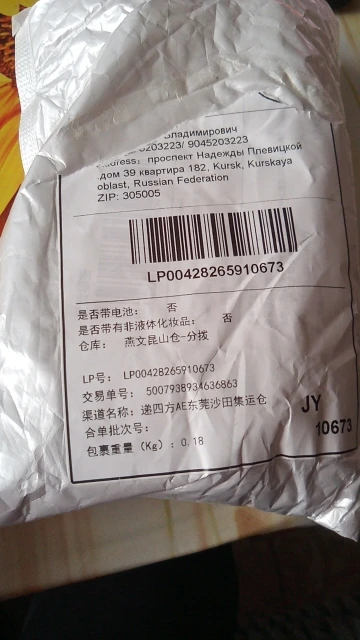 Владимирович
0203223/ 9045203223
Address: проспект Надежды Плевицкой
дом 39 квартира 182, Kursk, Kurskaya
oblast, Russian Federation
ZIP: 305005
LP00428265910673
是否带电池: 否
是否带有非液体化妆品: 否
仓库: 燕文昆山仓-分拨
LP号: LP00428265910673
交易单号: 5007938934636863
渠道名称: 递四方AE东莞沙田集运仓
合单批次号:
包裹重量 (Kg) : 0.18
JY
10673